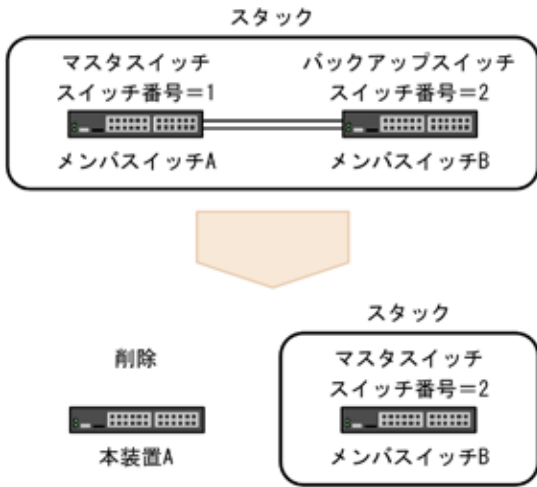 スタック
マスタスイッチ
スイッチ番号＝1
メンバスイッチA
バックアップスイッチ
スイッチ番号＝2
メンバスイッチB
削除
本装置A
スタック
マスタスイッチ
スイッチ番号＝2
メンバスイッチB